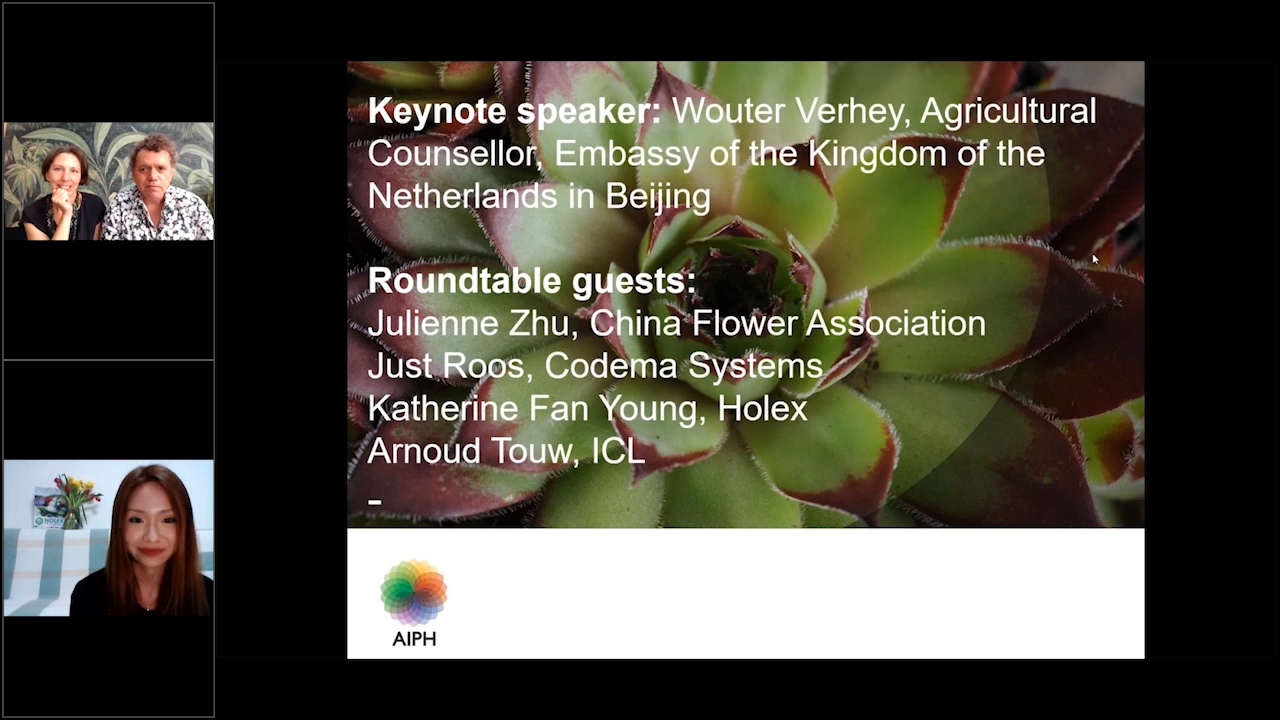 Keynote speaker: Wouter Verhey, Agricultural
Counsellor, Embassy of the Kingdom of the
Netherlands in Beijing
Roundtable guests:
Julienne Zhu, China Flower Association
Just Roos, Codema Systems
Katherine Fan Young, Holex
Arnoud Touw, ICL
-
AIPH
HOLEX